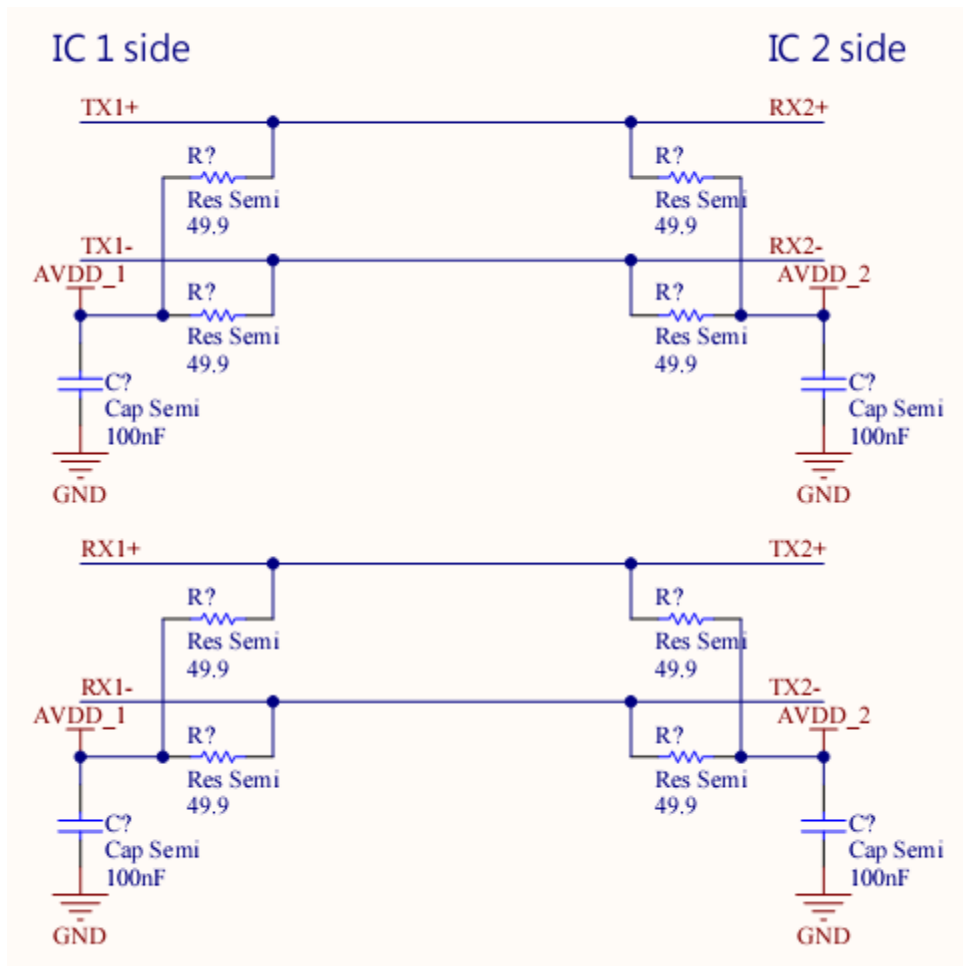 IC 1 side
IC 2 side
TX1+
RX2+
R?
Res Semi
49.9
R?
Res Semi
49.9
TX1-
RX2-
AVDD_1
AVDD_2
R?
Res Semi
49.9
R?
Res Semi
49.9
C?
Cap Semi
100nF
C?
Cap Semi
100nF
GND
GND
RX1+
TX2+
R?
Res Semi
49.9
R?
Res Semi
49.9
RX1-
TX2-
AVDD_1
AVDD_2
R?
Res Semi
49.9
R?
Res Semi
49.9
C?
Cap Semi
100nF
C?
Cap Semi
100nF
GND
GND